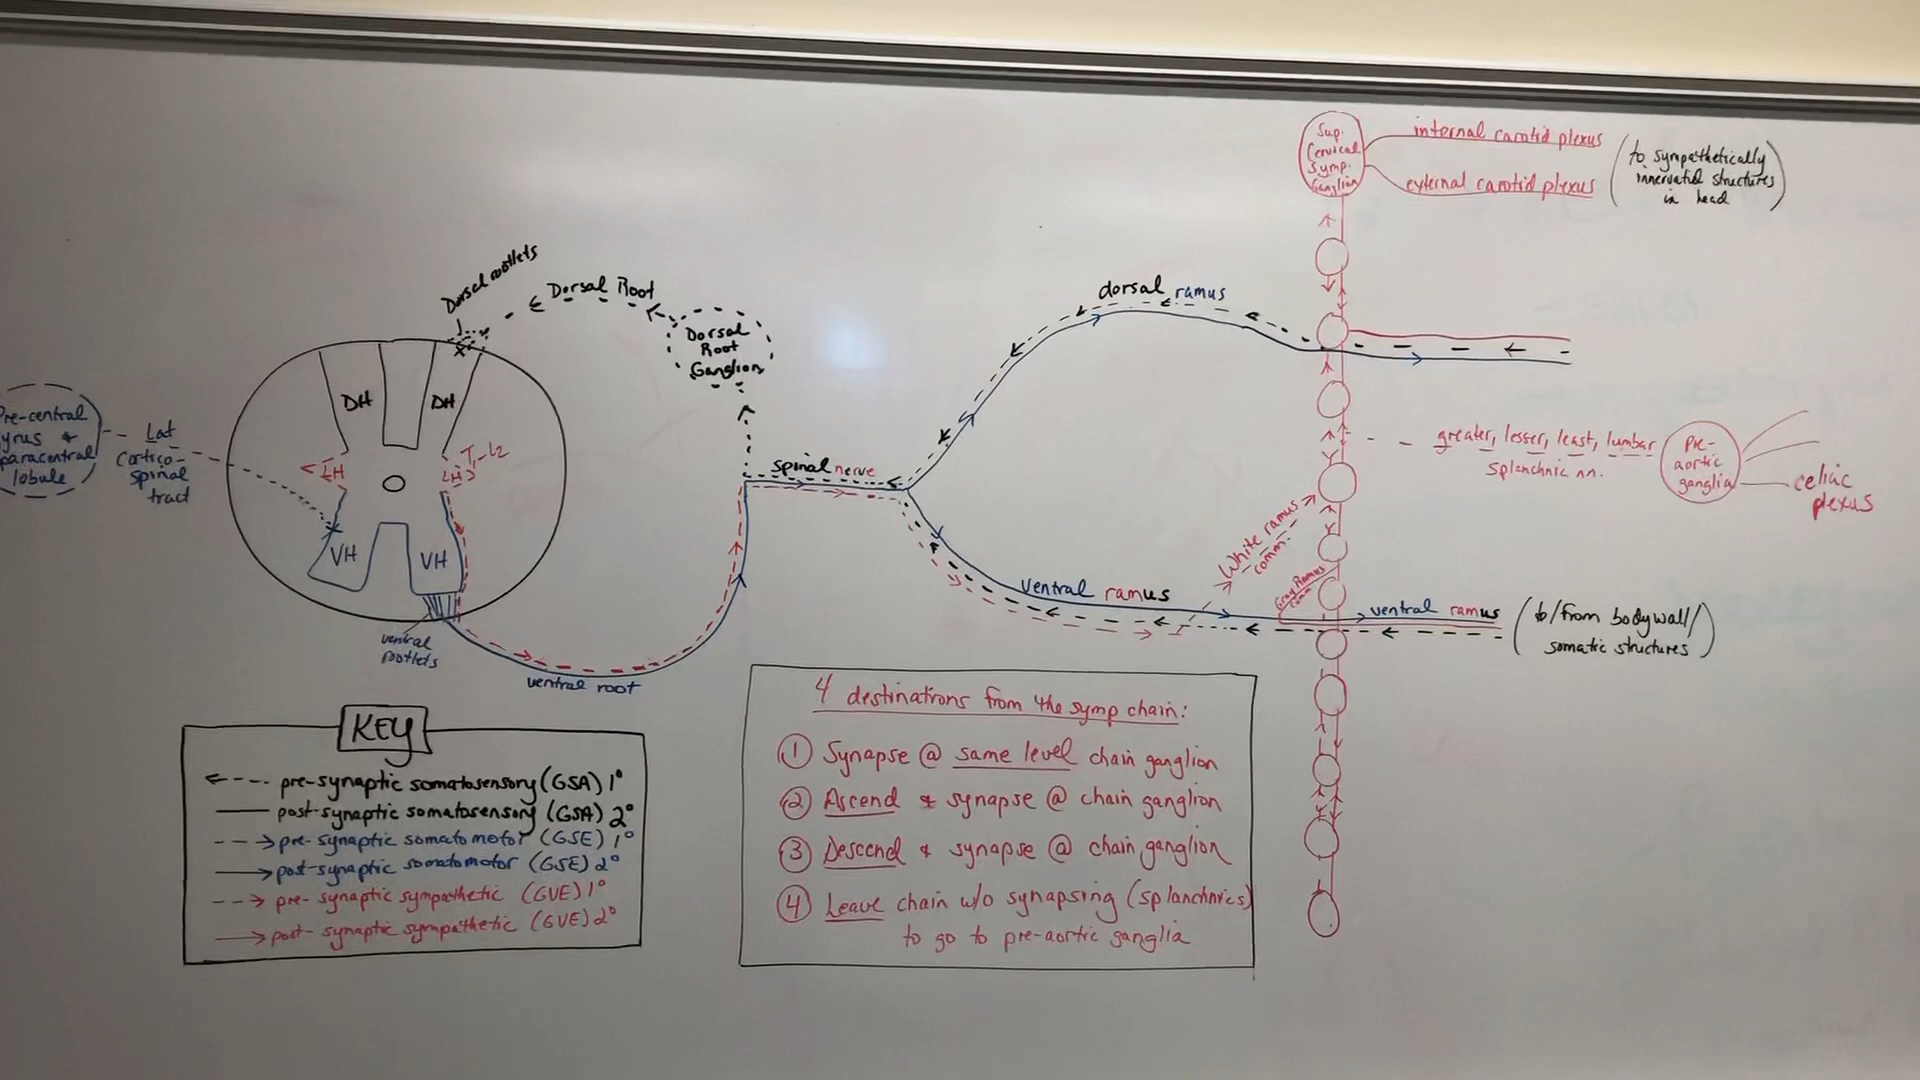 Sup.
Cervical
Symp.
Ganglion
internal carotid plexus
external carotid plexus
(to sympathetically
innervated structures
in head)
Dorsal rootlets
Dorsal Root
Dorsal
Root
Ganglion
dorsal ramus
DH
DH
Pre-central
gyrus &
paracentral
lobule
Lat
Cortico-
spinal
tract
LH
LH
T1-L2
VH
VH
spinal nerve
greater, lesser, least, lumbar
splanchnic nn.
Pre-
aortic
ganglia
celiac
plexus
White ramus
comm.
Gray Ramus
comm
ventral ramus
ventral ramus
(to/from body wall/
somatic structures)
ventral
rootlets
ventral root
KEY
pre-synaptic somatosensory (GSA) 1°
post-synaptic somatosensory (GSA) 2°
pre-synaptic somatomotor (GSE) 1°
post-synaptic somatomotor (GSE) 2°
pre-synaptic sympathetic (GVE) 1°
post-synaptic sympathetic (GVE) 2°
4 destinations from the symp chain:
① Synapse @ same level chain ganglion
② Ascend & synapse @ chain ganglion
③ Descend & synapse @ chain ganglion
④ Leave chain w/o synapsing (splanchnics)
to go to pre-aortic ganglia